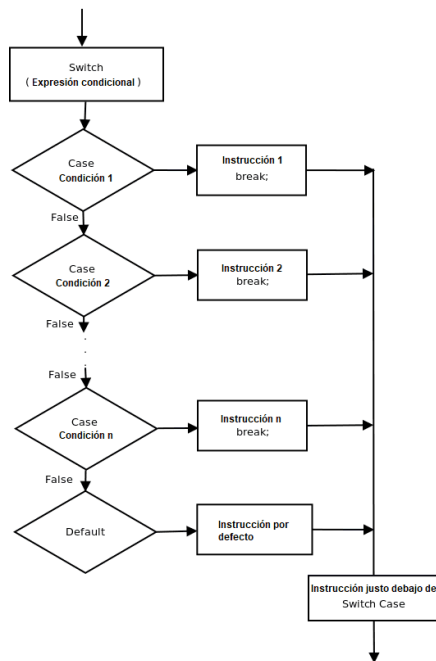 Switch
( Expresión condicional )
Case
Condición 1
Instrucción 1
break;
False
Case
Condición 2
Instrucción 2
break;
False
.
.
.
False
Case
Condición n
Instrucción n
break;
False
Default
Instrucción por
defecto
Instrucción justo debajo de
Switch Case